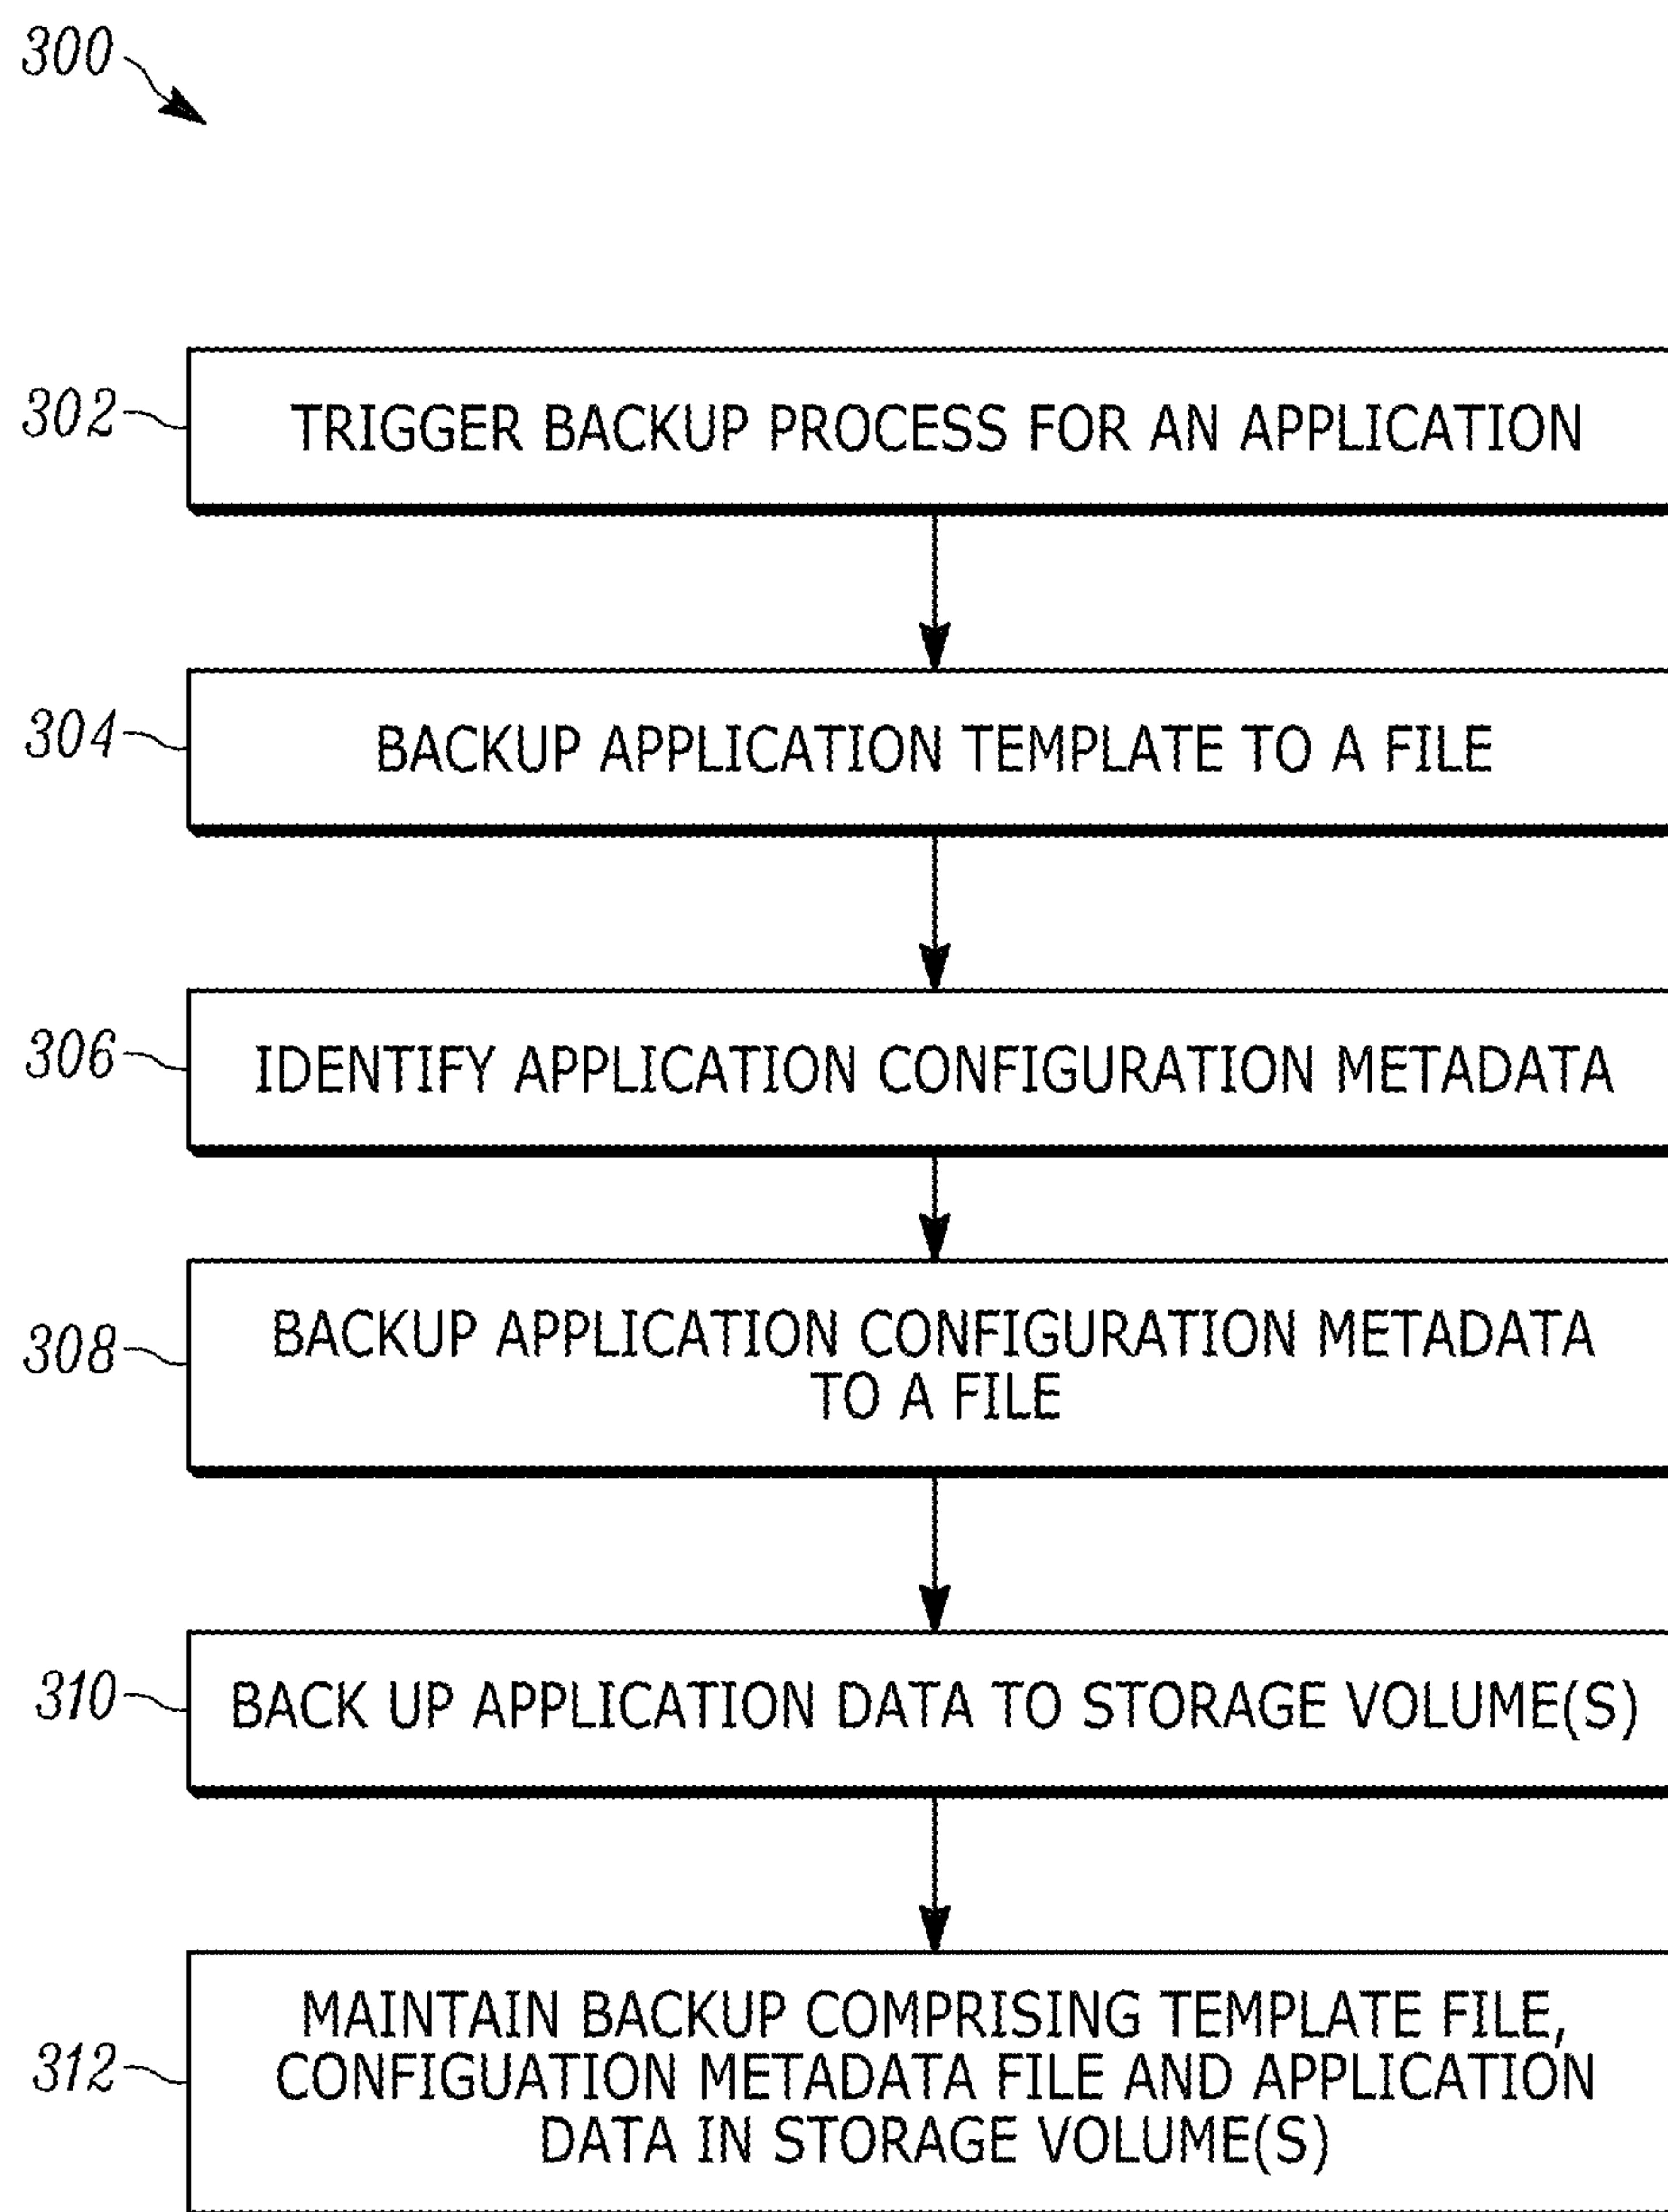 300
302
TRIGGER BACKUP PROCESS FOR AN APPLICATION
304
BACKUP APPLICATION TEMPLATE TO A FILE
306
IDENTIFY APPLICATION CONFIGURATION METADATA
308
BACKUP APPLICATION CONFIGURATION METADATA
TO A FILE
310
BACK UP APPLICATION DATA TO STORAGE VOLUME(S)
312
MAINTAIN BACKUP COMPRISING TEMPLATE FILE,
CONFIGUATION METADATA FILE AND APPLICATION
DATA IN STORAGE VOLUME(S)